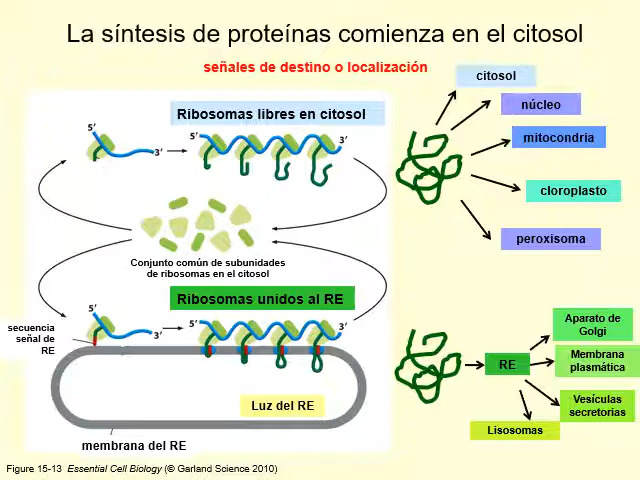 La síntesis de proteínas comienza en el citosol
señales de destino o localización
citosol
núcleo
mitocondria
cloroplasto
peroxisoma
Ribosomas libres en citosol
5'
3'
5'
3'
Conjunto común de subunidades
de ribosomas en el citosol
Ribosomas unidos al RE
5'
3'
5'
3'
secuencia
señal de
RE
Luz del RE
membrana del RE
RE
Aparato de
Golgi
Membrana
plasmática
Vesículas
secretorias
Lisosomas
Figure 15-13 Essential Cell Biology (© Garland Science 2010)